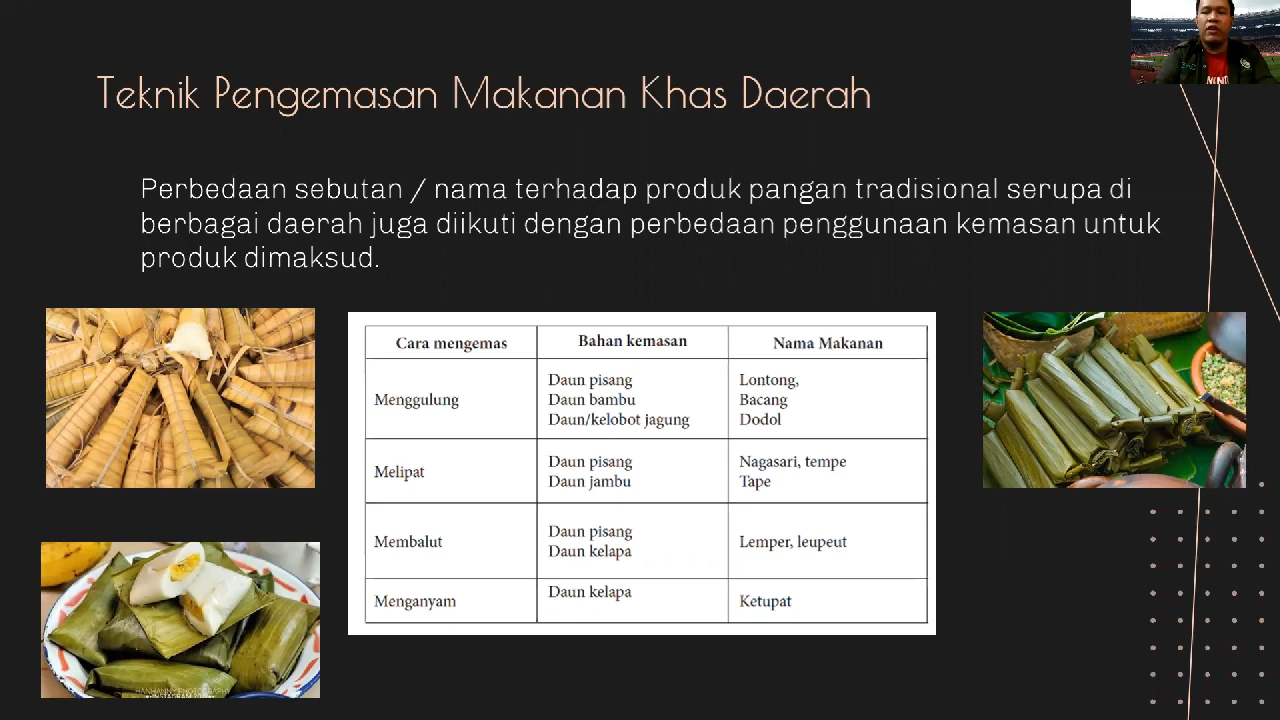 Teknik Pengemasan Makanan Khas Daerah
Perbedaan sebutan / nama terhadap produk pangan tradisional serupa di
berbagai daerah juga diikuti dengan perbedaan penggunaan kemasan untuk
produk dimaksud.
Cara mengemas Bahan kemasan Nama Makanan
Menggulung
Daun pisang
Daun bambu
Daun/kelobot jagung
Lontong,
Bacang
Dodol
Melipat
Daun pisang
Daun jambu
Nagasari, tempe
Tape
Membalut
Daun pisang
Daun kelapa
Lemper, leupeut
Menganyam
Daun kelapa
Ketupat
HANHANNY PHOTOGRAPHY